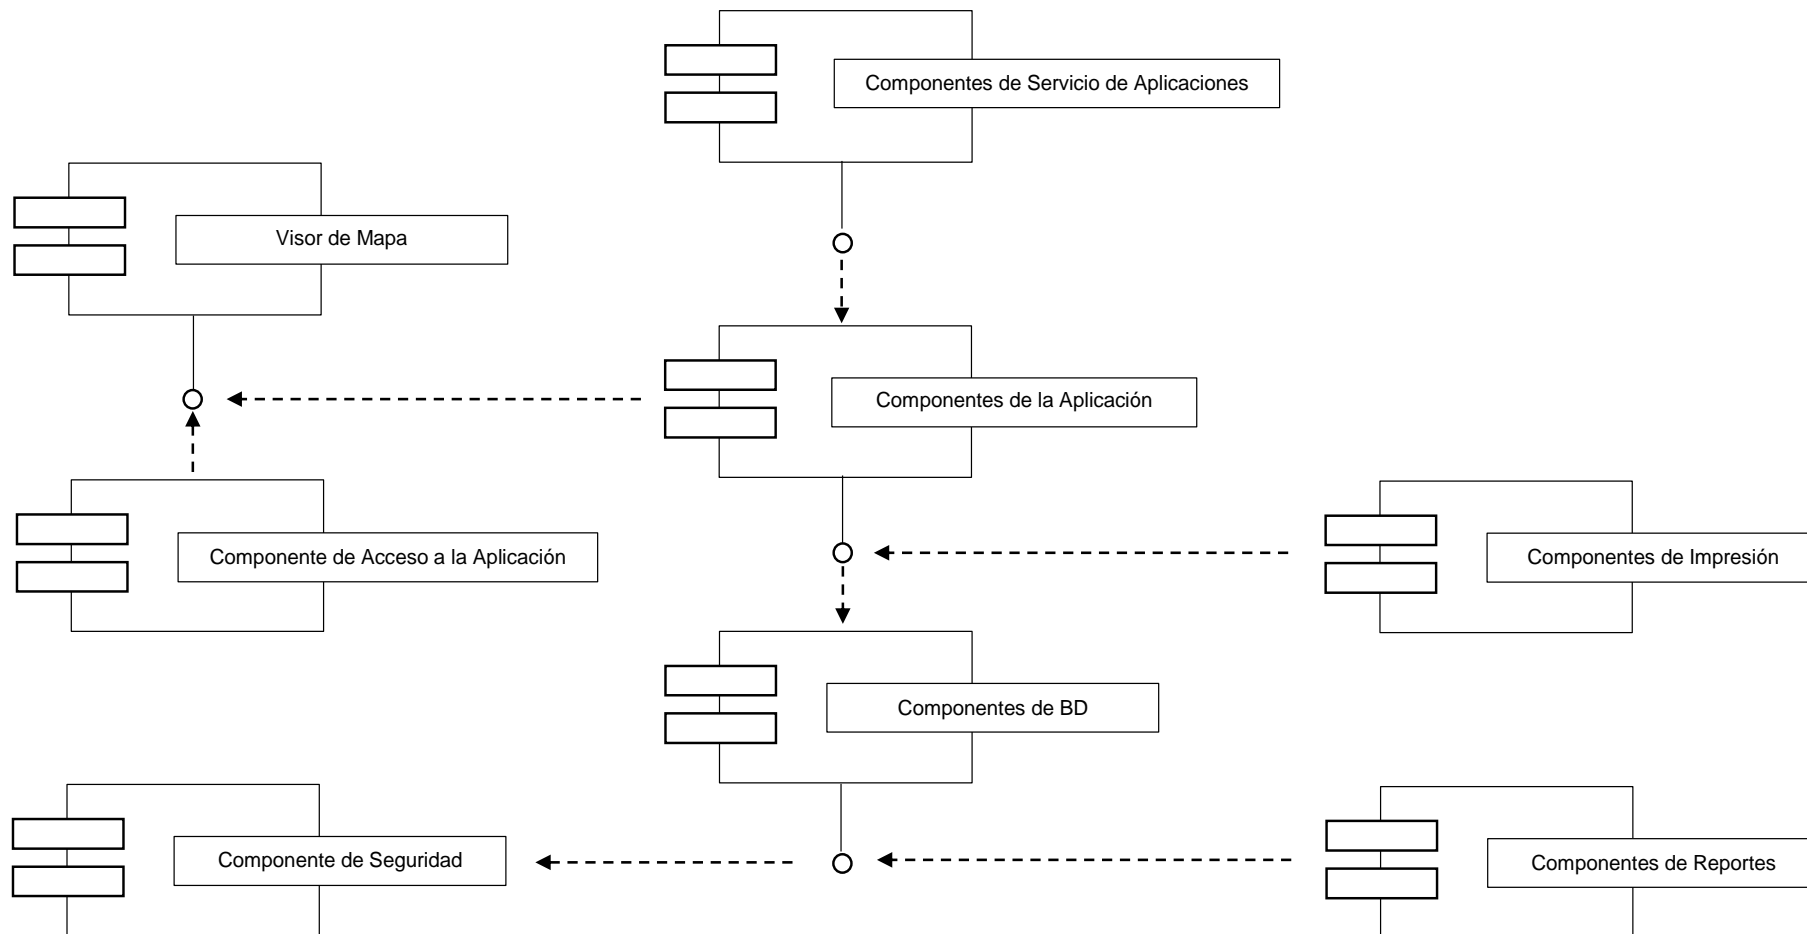 Componentes de Servicio de Aplicaciones
Visor de Mapa
Componentes de la Aplicación
Componente de Acceso a la Aplicación
Componentes de Impresión
Componentes de BD
Componente de Seguridad
Componentes de Reportes